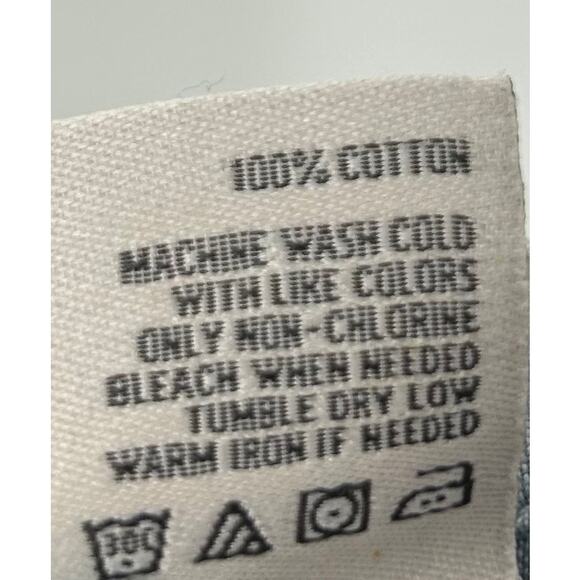 100% COTTON
MACHINE WASH COLD
WITH LIKE COLORS
ONLY NON-CHLORINE
BLEACH WHEN NEEDED
TUMBLE DRY LOW
WARM IRON IF NEEDED
30C